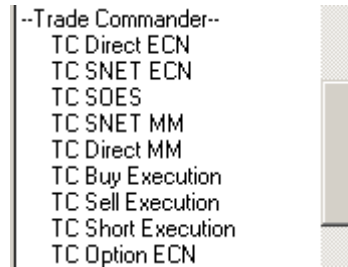 --Trade Commander--
TC Direct ECN
TC SNET ECN
TC SOES
TC SNET MM
TC Direct MM
TC Buy Execution
TC Sell Execution
TC Short Execution
TC Option ECN